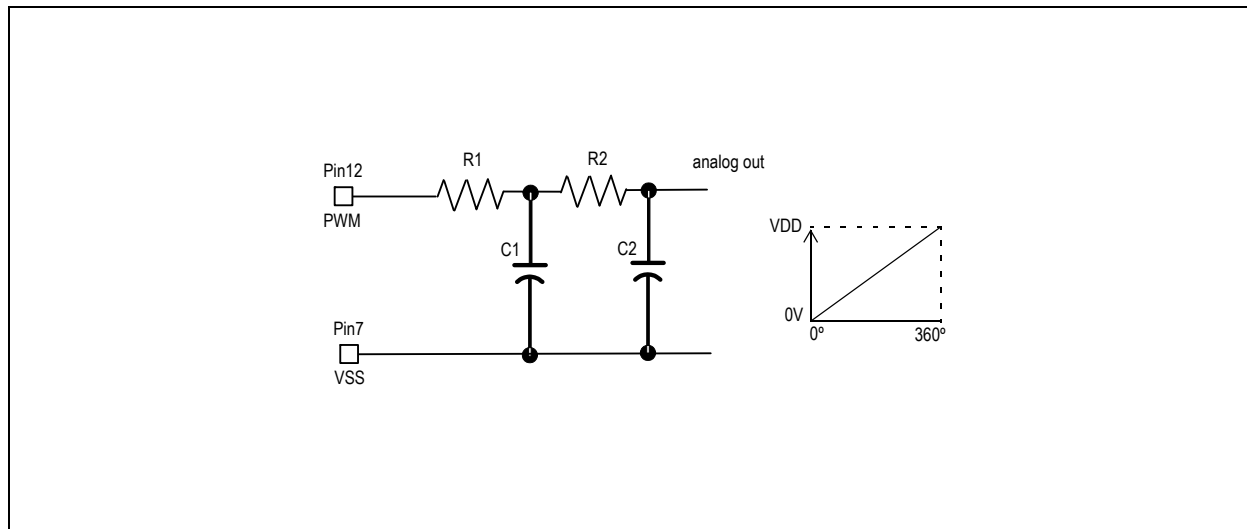 Pin12
PWM
R1
R2
analog out
C1
C2
Pin7
VSS
VDD
0V
0º
360º